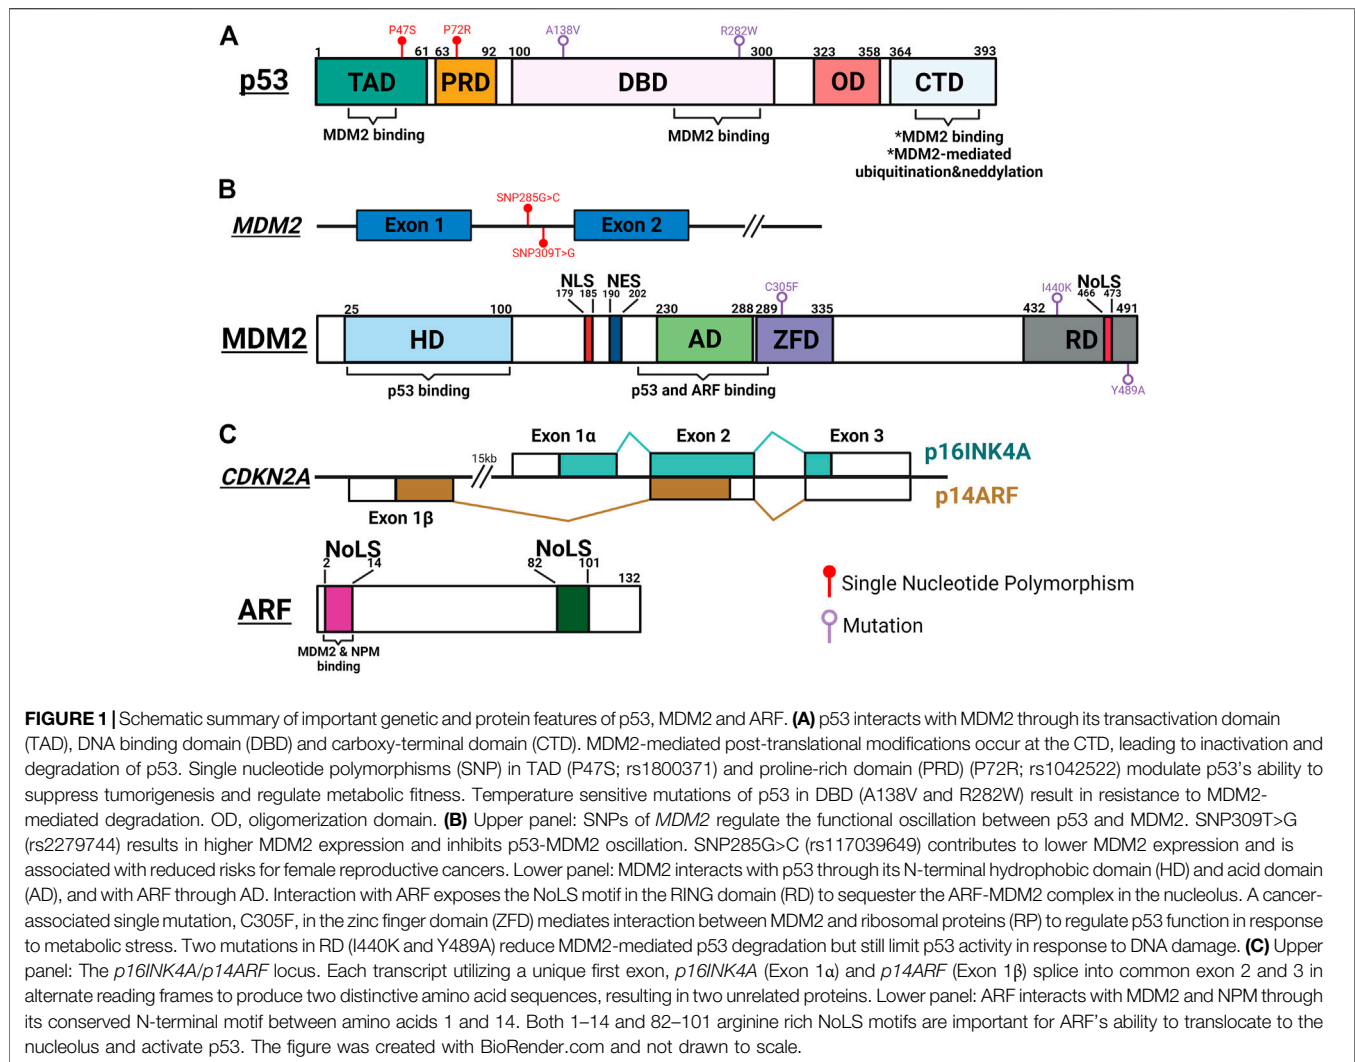 A
P47S P72R A138V R282W
1 61 63 92 100 300 323 358 364 393
p53 TAD PRD DBD OD CTD
MDM2 binding MDM2 binding *MDM2 binding
*MDM2-mediated
ubiquitination&neddylation
B
SNP285G>C
MDM2 Exon 1 Exon 2
SNP309T>G
NLS NES C305F I440K NoLS
179 185 190 202 466 473
25 100 230 288 289 335 432 491
MDM2 HD AD ZFD RD
p53 binding p53 and ARF binding Y489A
C
Exon 1α Exon 2 Exon 3
15kb p16INK4A
CDKN2A
p14ARF
Exon 1β
NoLS NoLS
2 14 82 101 132
ARF
MDM2 & NPM
binding
Single Nucleotide Polymorphism
Mutation
FIGURE 1 | Schematic summary of important genetic and protein features of p53, MDM2 and ARF. (A) p53 interacts with MDM2 through its transactivation domain
(TAD), DNA binding domain (DBD) and carboxy-terminal domain (CTD). MDM2-mediated post-translational modifications occur at the CTD, leading to inactivation and
degradation of p53. Single nucleotide polymorphisms (SNP) in TAD (P47S; rs1800371) and proline-rich domain (PRD) (P72R; rs1042522) modulate p53's ability to
suppress tumorigenesis and regulate metabolic fitness. Temperature sensitive mutations of p53 in DBD (A138V and R282W) result in resistance to MDM2-
mediated degradation. OD, oligomerization domain. (B) Upper panel: SNPs of MDM2 regulate the functional oscillation between p53 and MDM2. SNP309T>G
(rs2279744) results in higher MDM2 expression and inhibits p53-MDM2 oscillation. SNP285G>C (rs117039649) contributes to lower MDM2 expression and is
associated with reduced risks for female reproductive cancers. Lower panel: MDM2 interacts with p53 through its N-terminal hydrophobic domain (HD) and acid domain
(AD), and with ARF through AD. Interaction with ARF exposes the NoLS motif in the RING domain (RD) to sequester the ARF-MDM2 complex in the nucleolus. A cancer-
associated single mutation, C305F, in the zinc finger domain (ZFD) mediates interaction between MDM2 and ribosomal proteins (RP) to regulate p53 function in response
to metabolic stress. Two mutations in RD (I440K and Y489A) reduce MDM2-mediated p53 degradation but still limit p53 activity in response to DNA damage. (C) Upper
panel: The p16INK4A/p14ARF locus. Each transcript utilizing a unique first exon, p16INK4A (Exon 1α) and p14ARF (Exon 1β) splice into common exon 2 and 3 in
alternate reading frames to produce two distinctive amino acid sequences, resulting in two unrelated proteins. Lower panel: ARF interacts with MDM2 and NPM through
its conserved N-terminal motif between amino acids 1 and 14. Both 1–14 and 82–101 arginine rich NoLS motifs are important for ARF's ability to translocate to the
nucleolus and activate p53. The figure was created with BioRender.com and not drawn to scale.